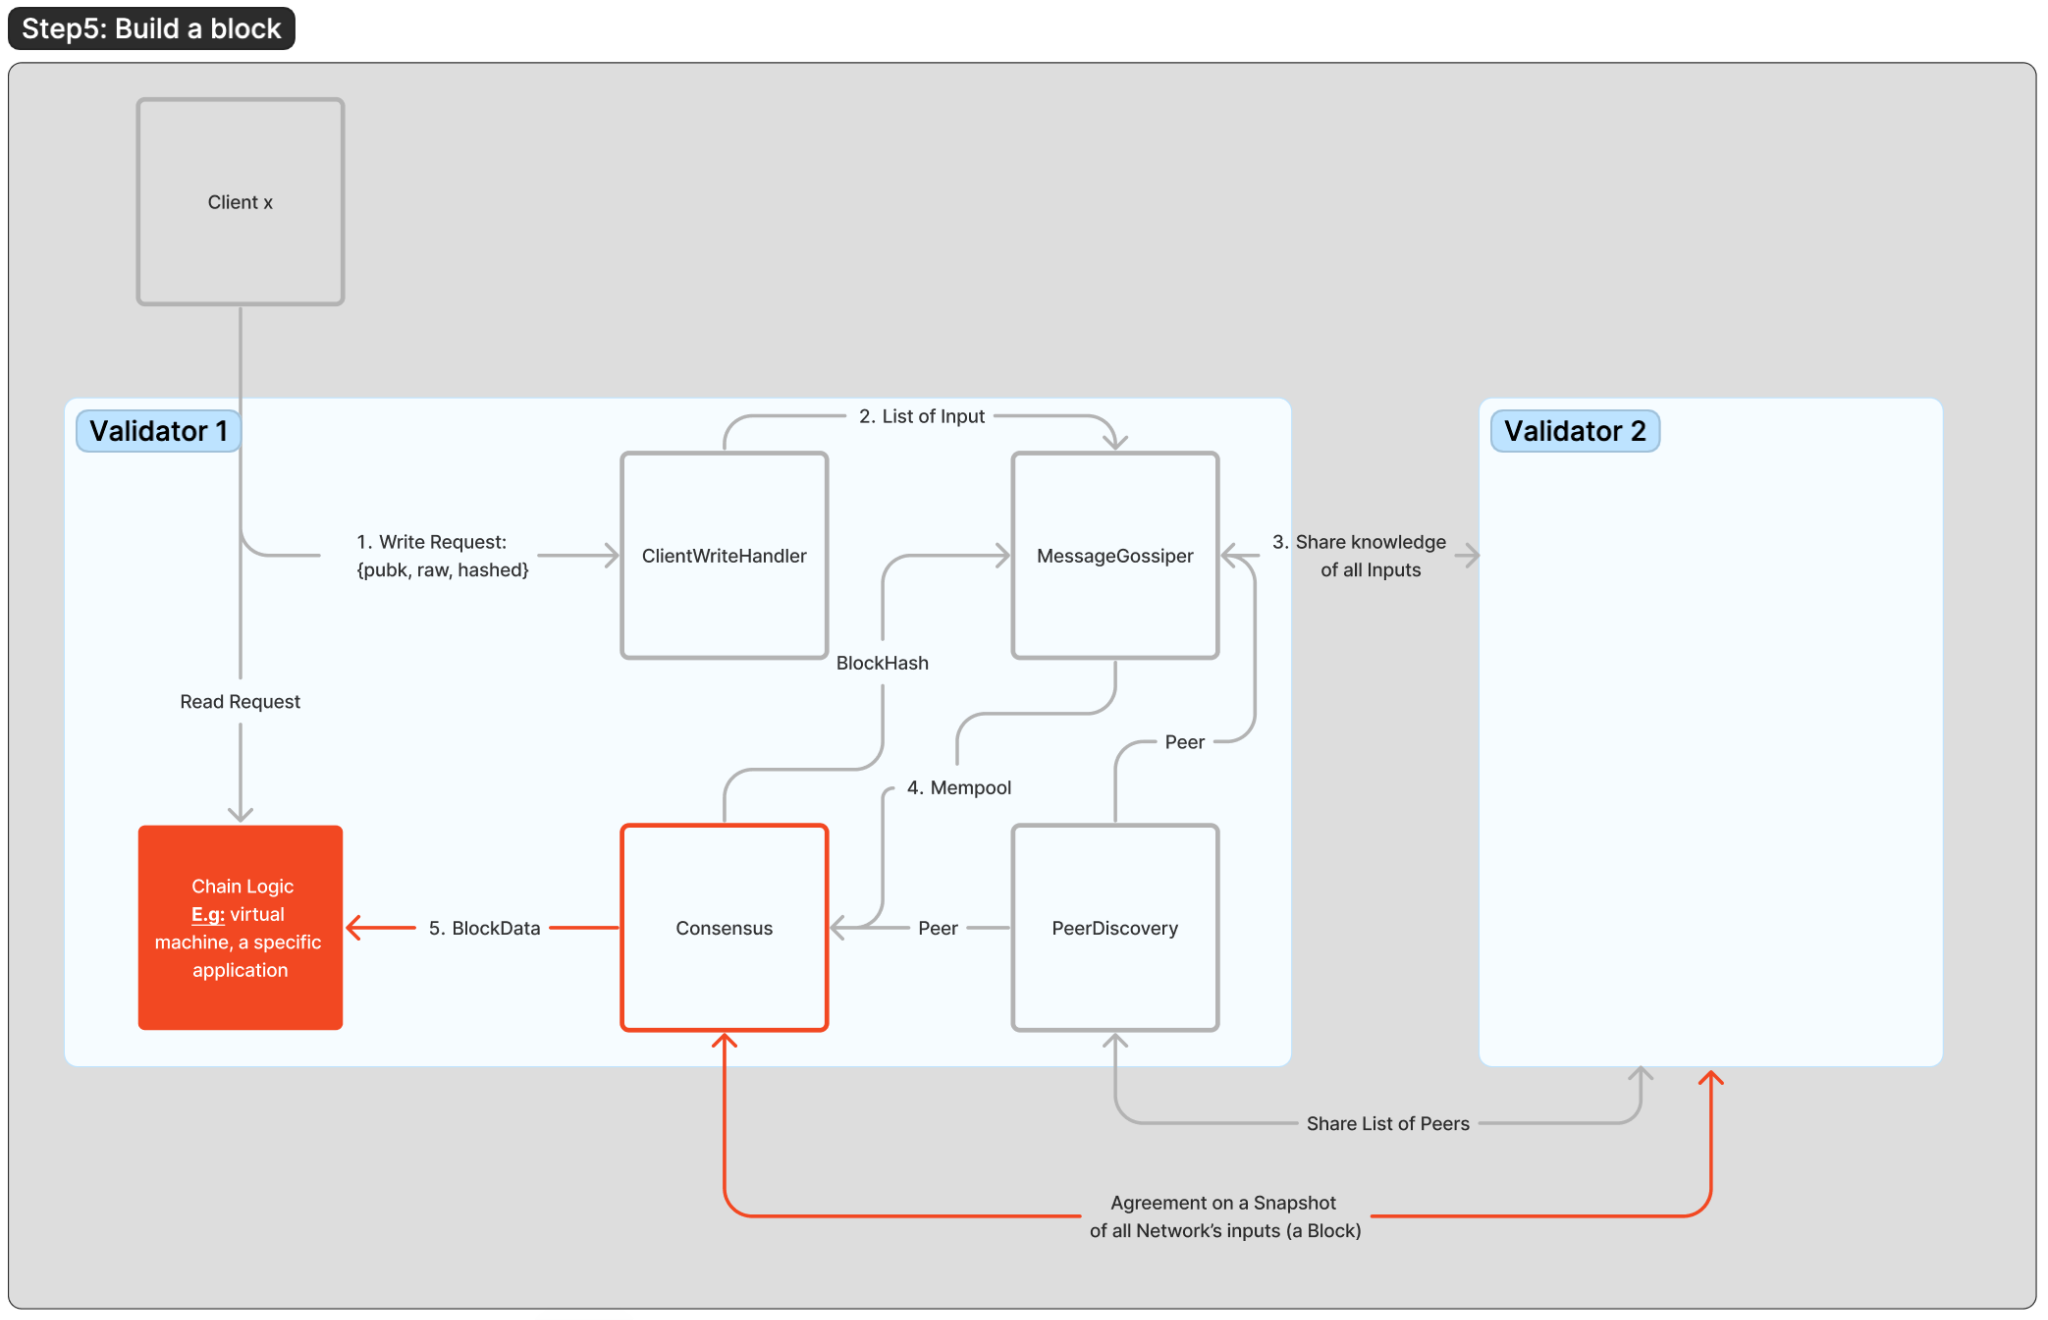 Step5: Build a block
Client x
Validator 1
2. List of Input
Validator 2
1. Write Request:
{pubk, raw, hashed}
ClientWriteHandler
MessageGossiper
3. Share knowledge
of all Inputs
BlockHash
Read Request
Peer
4. Mempool
Chain Logic
E.g: virtual
machine, a specific
application
5. BlockData
Consensus
Peer
PeerDiscovery
Share List of Peers
Agreement on a Snapshot
of all Network’s inputs (a Block)